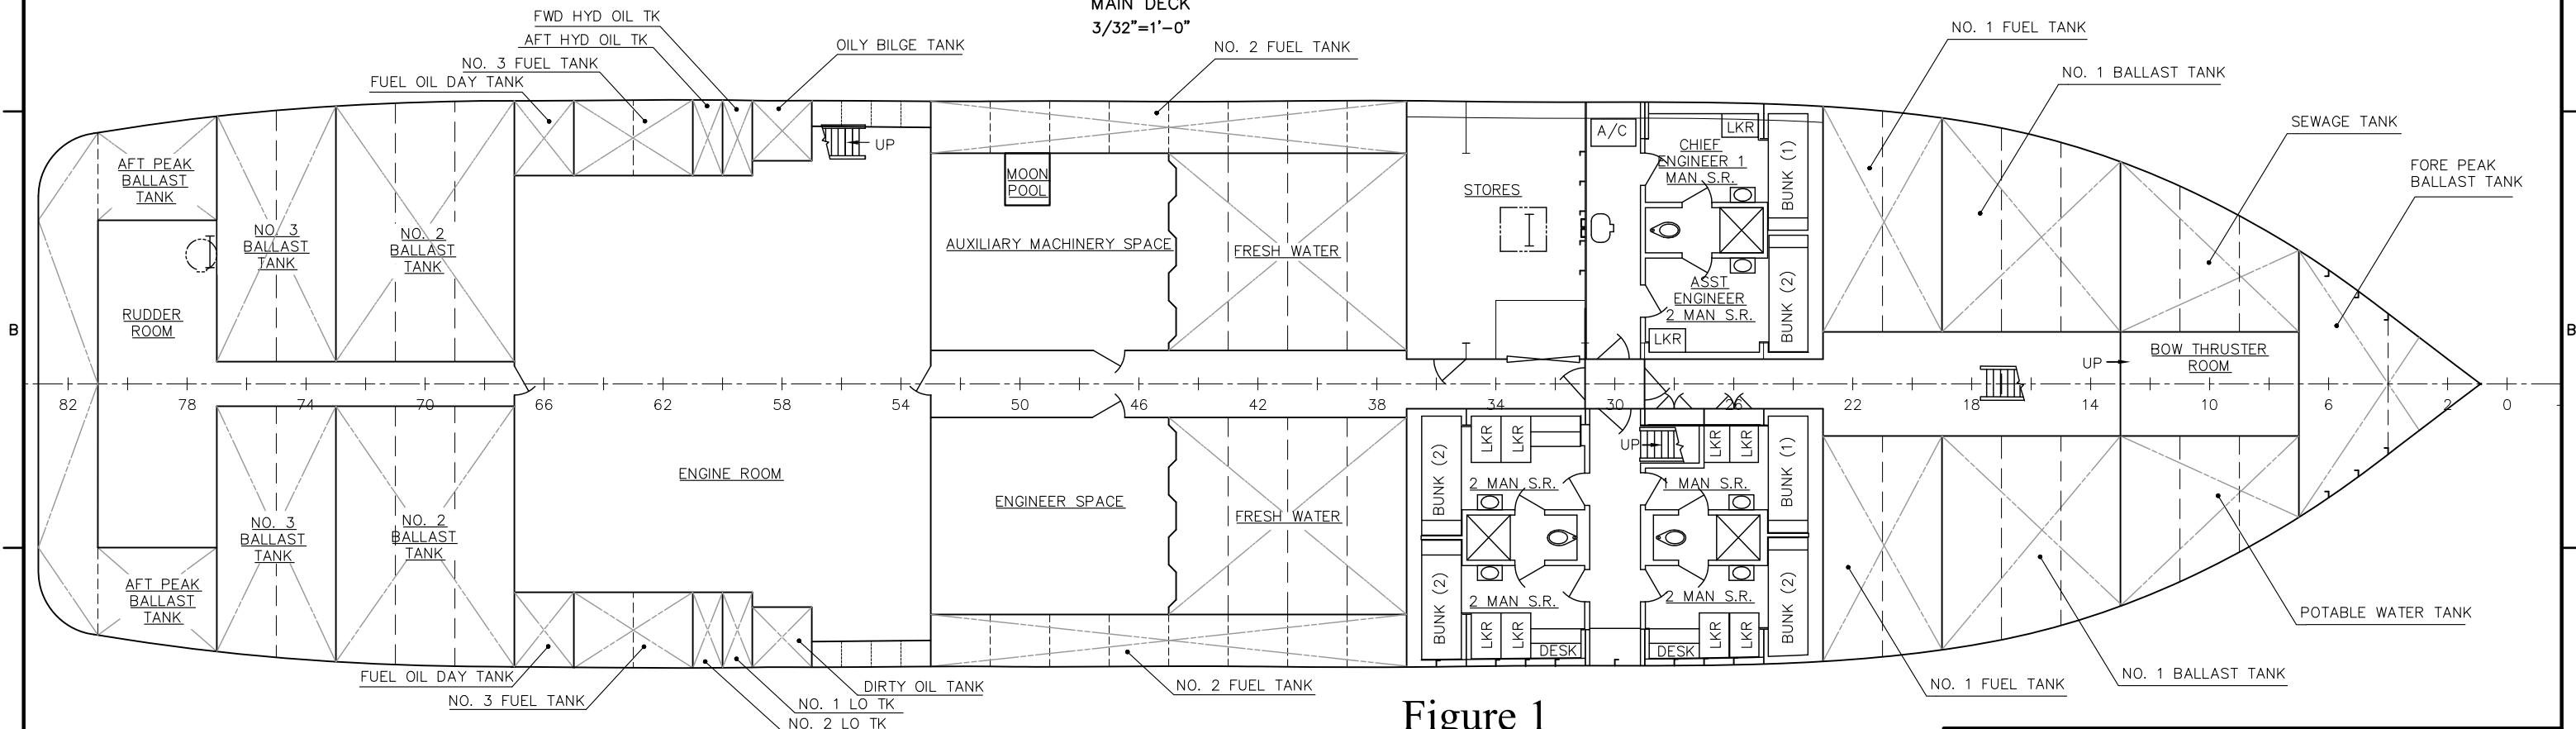 MAIN DECK
3/32"=1'-0"
FWD HYD OIL TK
AFT HYD OIL TK
NO. 3 FUEL TANK
FUEL OIL DAY TANK
OILY BILGE TANK
NO. 2 FUEL TANK
NO. 1 FUEL TANK
NO. 1 BALLAST TANK
SEWAGE TANK
FORE PEAK
BALLAST TANK
AFT PEAK
BALLAST
TANK
NO. 3
BALLAST
TANK
NO. 2
BALLAST
TANK
UP
MOON
POOL
AUXILIARY MACHINERY SPACE
FRESH WATER
STORES
A/C
LKR
CHIEF
ENGINEER 1
MAN S.R.
BUNK (1)
ASST
ENGINEER
2 MAN S.R.
BUNK (2)
LKR
RUDDER
ROOM
B
B
UP
BOW THRUSTER
ROOM
82
78
74
70
66
62
58
54
50
46
42
38
34
30
26
22
18
14
10
6
2
0
ENGINE ROOM
ENGINEER SPACE
FRESH WATER
BUNK (2)
LKR
LKR
2 MAN S.R.
UP
LKR
LKR
1 MAN S.R.
BUNK (1)
NO. 3
BALLAST
TANK
NO. 2
BALLAST
TANK
AFT PEAK
BALLAST
TANK
BUNK (2)
2 MAN S.R.
LKR
LKR
DESK
2 MAN S.R.
DESK
LKR
LKR
BUNK (2)
POTABLE WATER TANK
FUEL OIL DAY TANK
NO. 3 FUEL TANK
DIRTY OIL TANK
NO. 1 LO TK
NO. 2 LO TK
NO. 2 FUEL TANK
NO. 1 FUEL TANK
NO. 1 BALLAST TANK
Figure 1